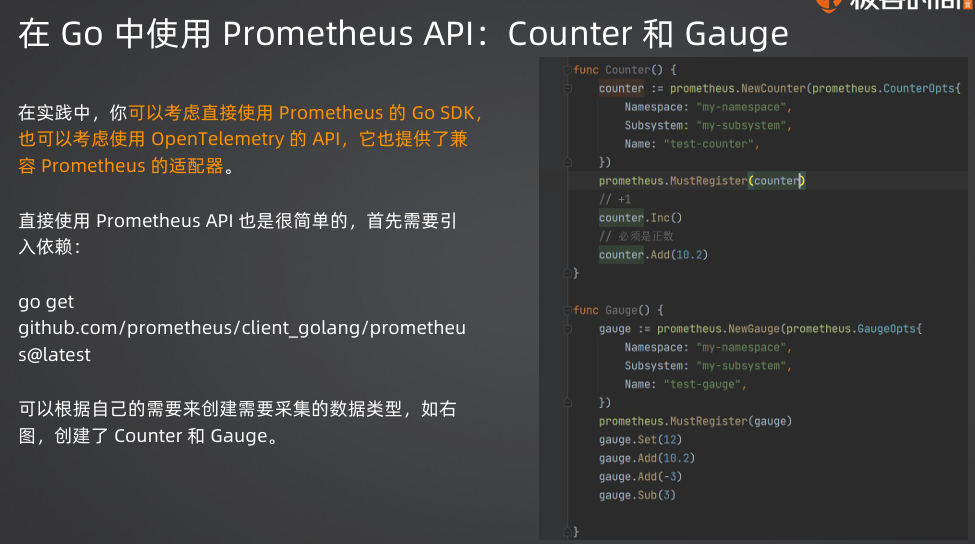 在 Go 中使用 Prometheus API：Counter 和 Gauge
在实践中，你可以考虑直接使用 Prometheus 的 Go SDK，
也可以考虑使用 OpenTelemetry 的 API，它也提供了兼
容 Prometheus 的适配器。
直接使用 Prometheus API 也是很简单的，首先需要引
入依赖：
go get
github.com/prometheus/client_golang/prometheu
s@latest
可以根据自己的需要来创建需要采集的数据类型，如右
图，创建了 Counter 和 Gauge。
func Counter() {
counter := prometheus.NewCounter(prometheus.CounterOpts{
Namespace: "my-namespace",
Subsystem: "my-subsystem",
Name: "test-counter",
})
prometheus.MustRegister(counter)
// +1
counter.Inc()
// 必须是正数
counter.Add(10.2)
}
func Gauge() {
gauge := prometheus.NewGauge(prometheus.GaugeOpts{
Namespace: "my-namespace",
Subsystem: "my-subsystem",
Name: "test-gauge",
})
prometheus.MustRegister(gauge)
gauge.Set(12)
gauge.Add(10.2)
gauge.Add(-3)
gauge.Sub(3)
}